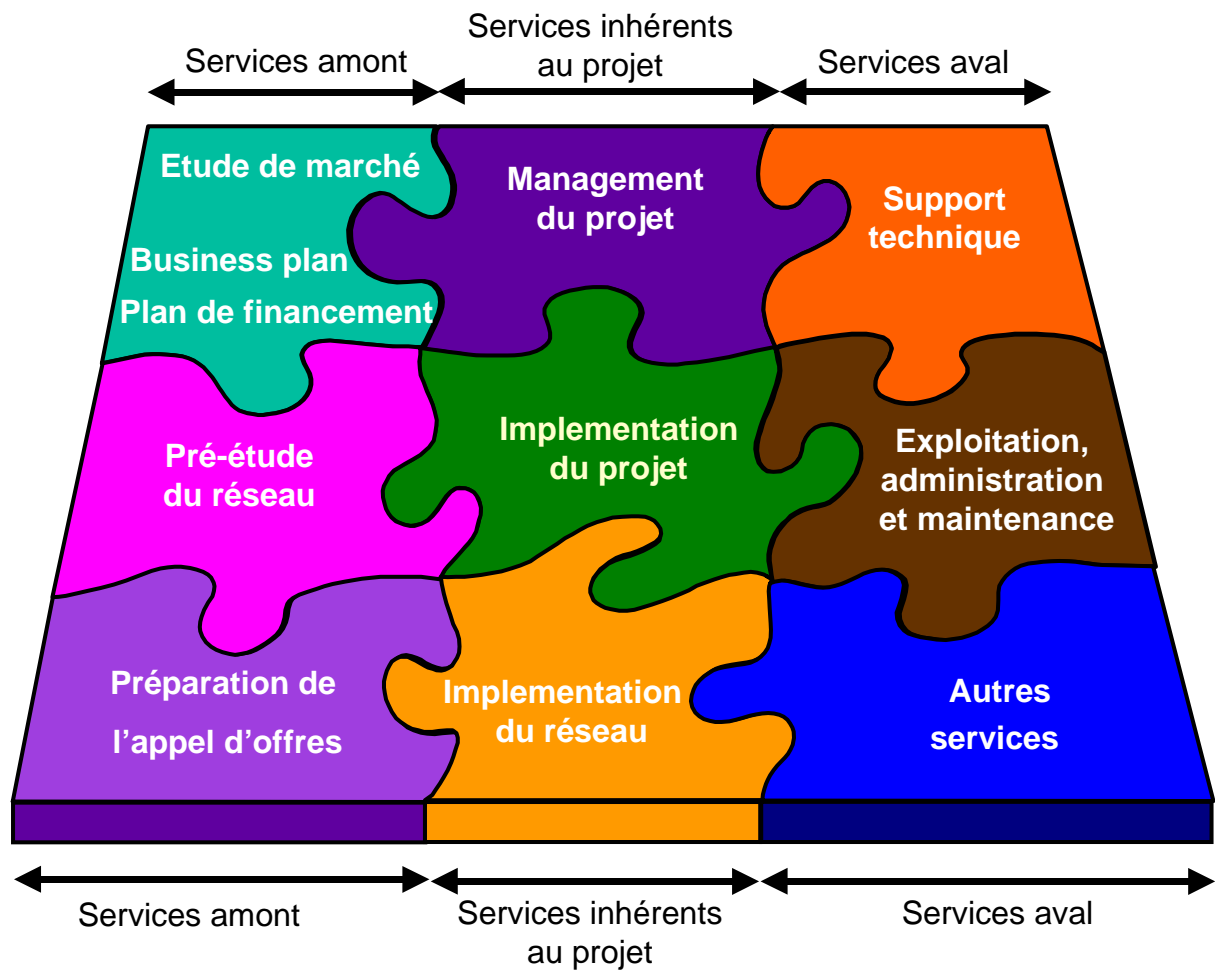 Services amont
Services inhérents
au projet
Services aval
Etude de marché
Business plan
Plan de financement
Management
du projet
Support
technique
Pré-étude
du réseau
Implementation
du projet
Exploitation,
administration
et maintenance
Préparation de
l'appel d'offres
Implementation
du réseau
Autres
services
Services amont
Services inhérents
au projet
Services aval